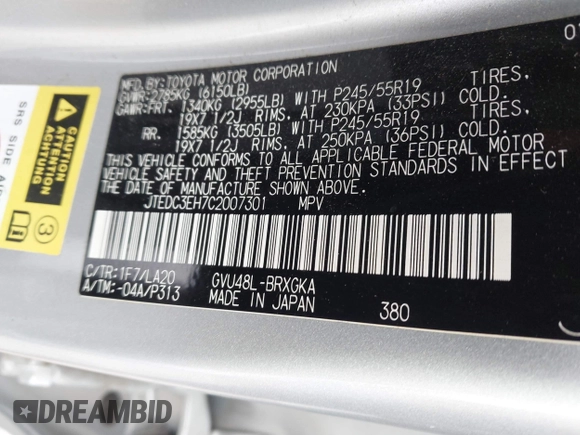 MFD. BY: TOYOTA MOTOR CORPORATION
GVWR: 2785KG (6150LB)
GAWR: FRT. 1340KG (2955LB) WITH P245/55R19 TIRES,
19X7 1/2J RIMS, AT 230KPA (33PSI) COLD.
RR. 1585KG (3505LB) WITH P245/55R19 TIRES,
19X7 1/2J RIMS, AT 250KPA (36PSI) COLD.
THIS VEHICLE CONFORMS TO ALL APPLICABLE FEDERAL MOTOR
VEHICLE SAFETY AND THEFT PREVENTION STANDARDS IN EFFECT
ON THE DATE OF MANUFACTURE SHOWN ABOVE.
JTEDC3EH7C2007301 MPV
C/TR: 1F7/LA20 GVU48L-BRXGKA
A/TM: -04A/P313 MADE IN JAPAN 380
SRS SIDE
CAUTION
ATTENTION
ACHTUNG
3
DREAMBID